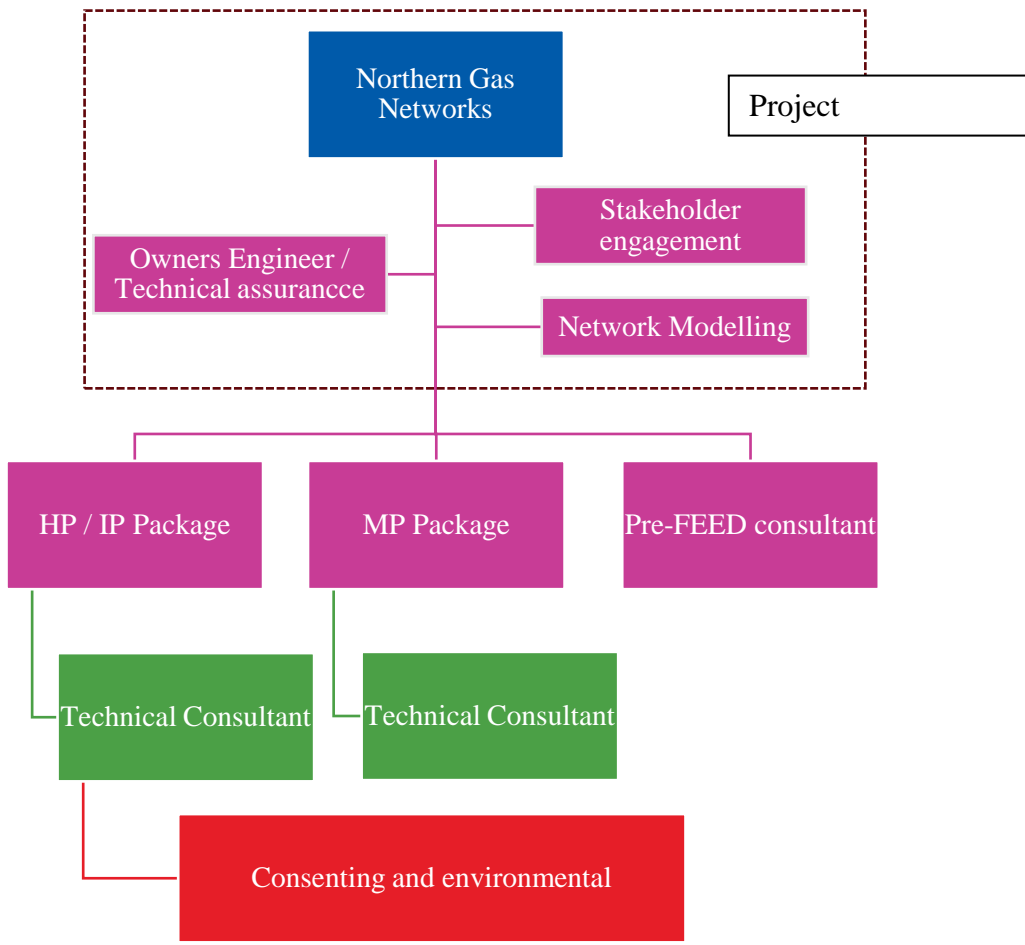 Northern Gas
Networks
Project
Stakeholder
engagement
Owners Engineer /
Technical assurancce
Network Modelling
HP / IP Package
MP Package
Pre-FEED consultant
Technical Consultant
Technical Consultant
Consenting and environmental